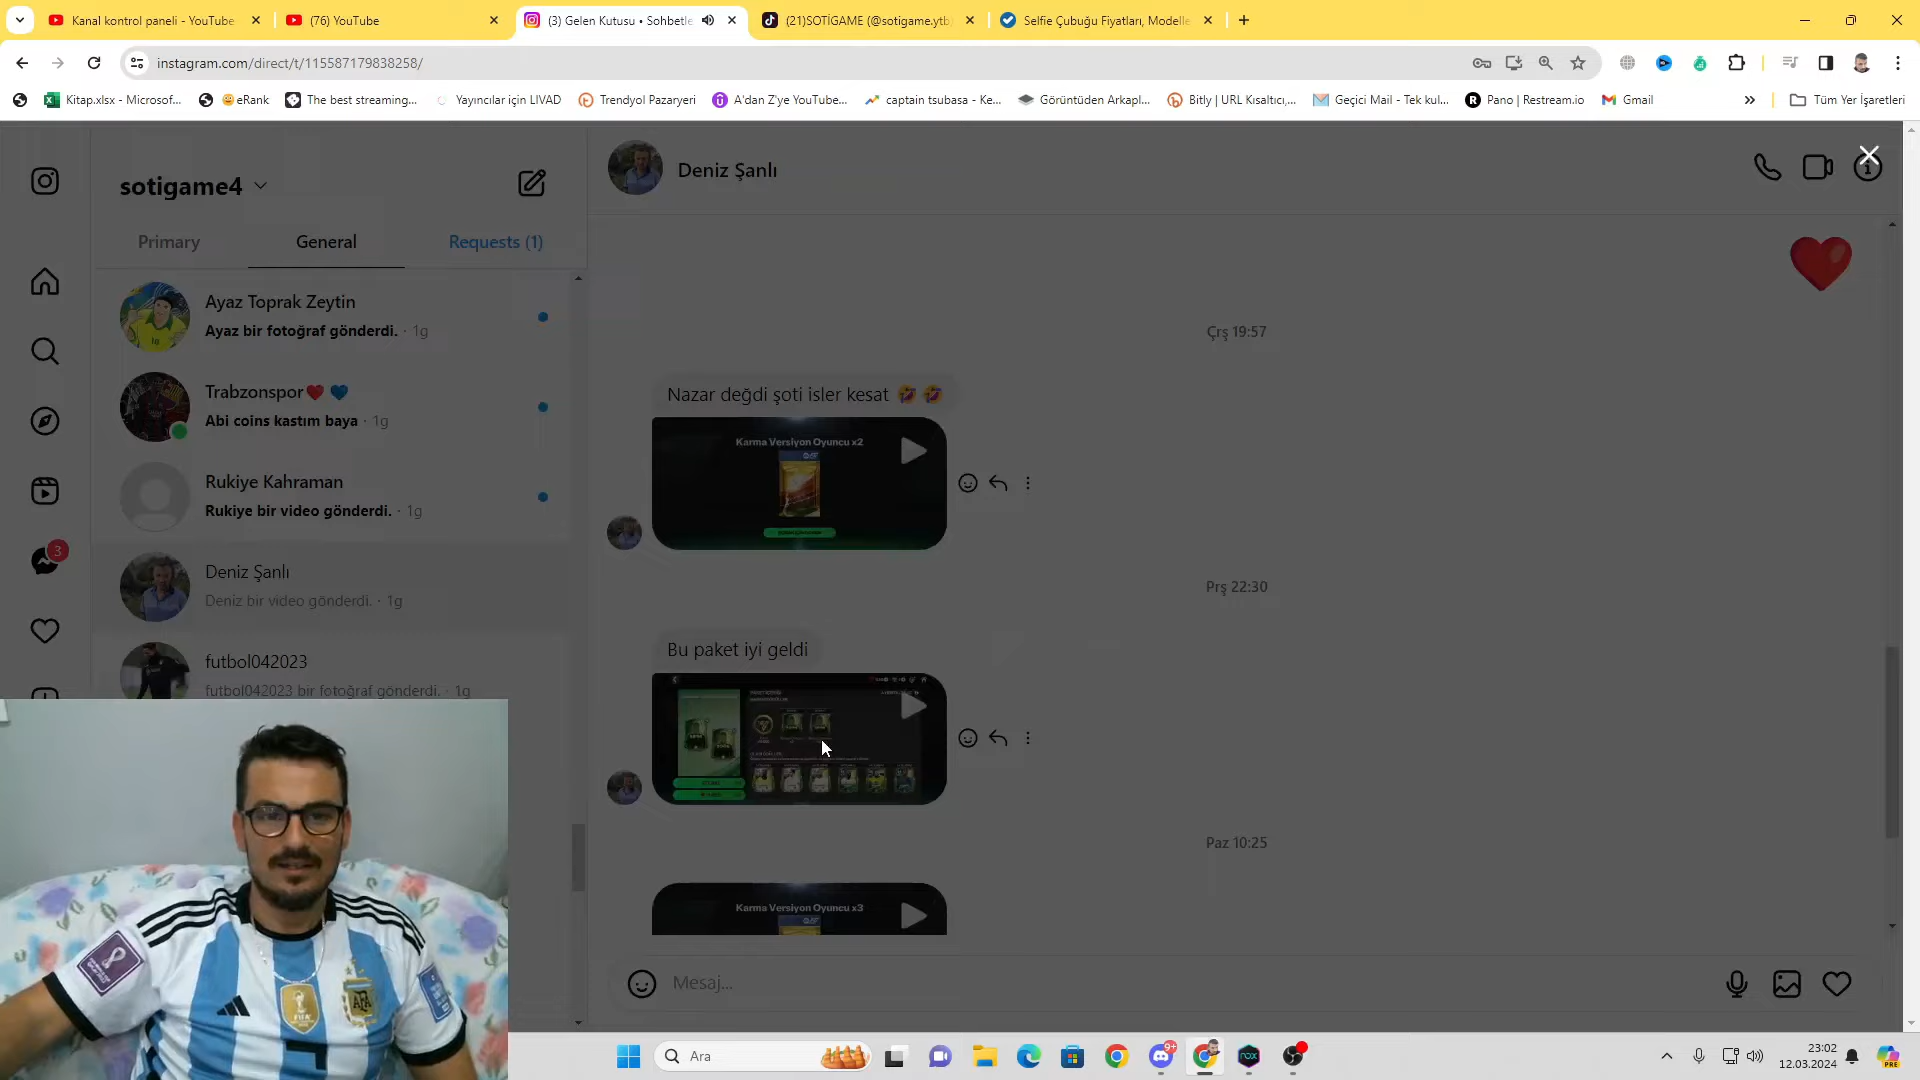 Kanal kontrol paneli - YouTube
(76) YouTube
(3) Gelen Kutusu • Sohbetle
(21)SOTİGAME (@sotigame.ytb)
Selfie Çubuğu Fiyatları, Modelle
instagram.com/direct/t/115587179838258/
Kitap.xlsx - Microsof...
eRank
The best streaming...
Yayıncılar için LIVAD
Trendyol Pazaryeri
A'dan Z'ye YouTube...
captain tsubasa - Ke...
Görüntüden Arkapl...
Bitly | URL Kısaltıcı,...
Geçici Mail - Tek kul...
Pano | Restream.io
Gmail
Tüm Yer İşaretleri
sotigame4
Primary
General
Requests (1)
Ayaz Toprak Zeytin
Ayaz bir fotoğraf gönderdi. · 1g
Trabzonspor❤️ 💙
Abi coins kastım baya · 1g
Rukiye Kahraman
Rukiye bir video gönderdi. · 1g
3
Deniz Şanlı
Deniz bir video gönderdi. · 1g
futbol042023
futbol042023 bir fotoğraf gönderdi. · 1g
Deniz Şanlı
Çrş 19:57
Nazar değdi şoti isler kesat 🤣 🤣
Karma Versiyon Oyuncu x2
Prş 22:30
Bu paket iyi geldi
Paz 10:25
Karma Versiyon Oyuncu x3
Mesaj...
Ara
9+
nox
23:02
12.03.2024
PRE